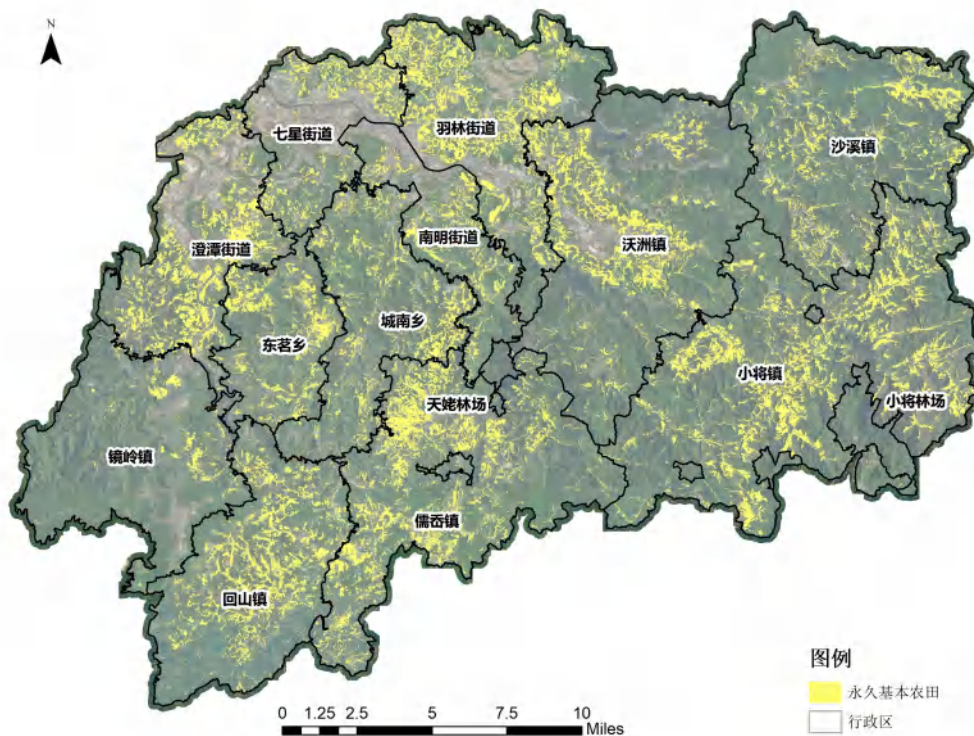 N
七星街道
羽林街道
沙溪镇
澄潭街道
南明街道
沃洲镇
东茗乡
城南乡
小将镇
天姥林场
小将林场
镜岭镇
儒岙镇
回山镇
图例
永久基本农田
行政区
0 1.25 2.5 5 7.5 10
Miles